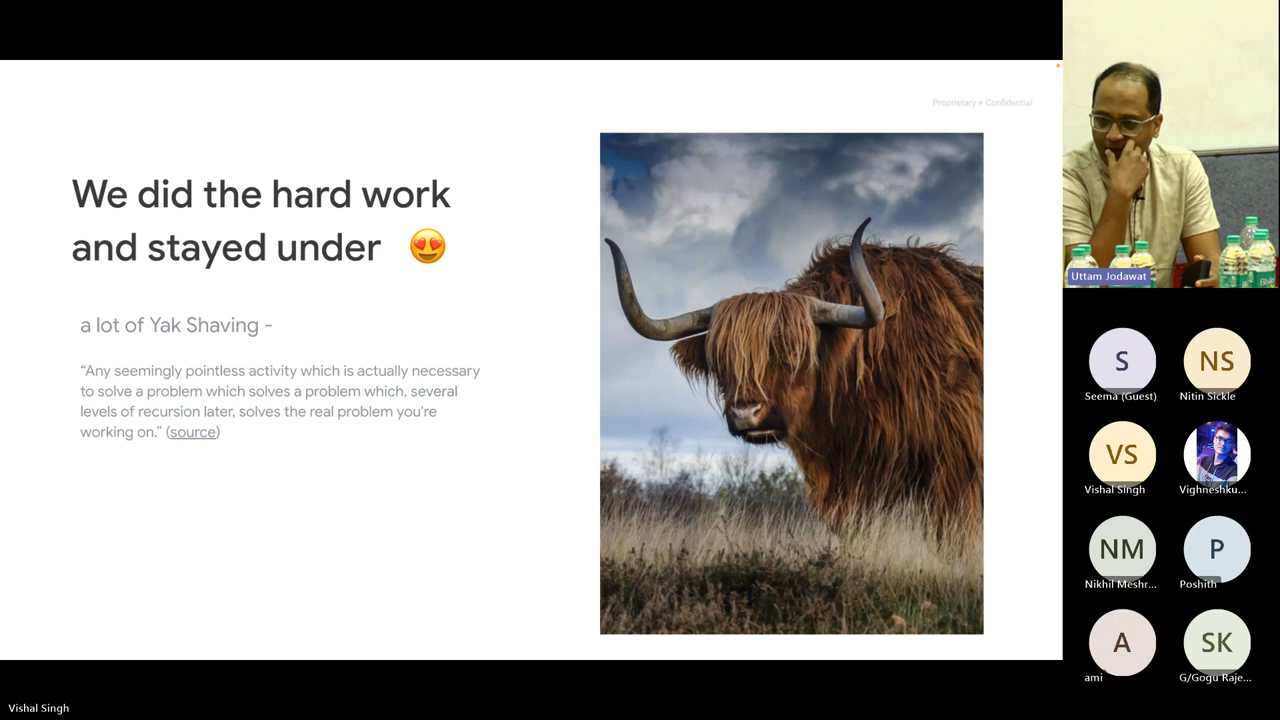 Proprietary + Confidential
We did the hard work
and stayed under 😍
a lot of Yak Shaving -
“Any seemingly pointless activity which is actually necessary
to solve a problem which solves a problem which, several
levels of recursion later, solves the real problem you're
working on.” (source)
Uttam Jodawat
S
Seema (Guest)
NS
Nitin Sickle
VS
Vishal Singh
Vighneshku...
NM
Nikhil Meshr...
P
Poshith
A
ami
SK
G/Gogu Raje...
Vishal Singh